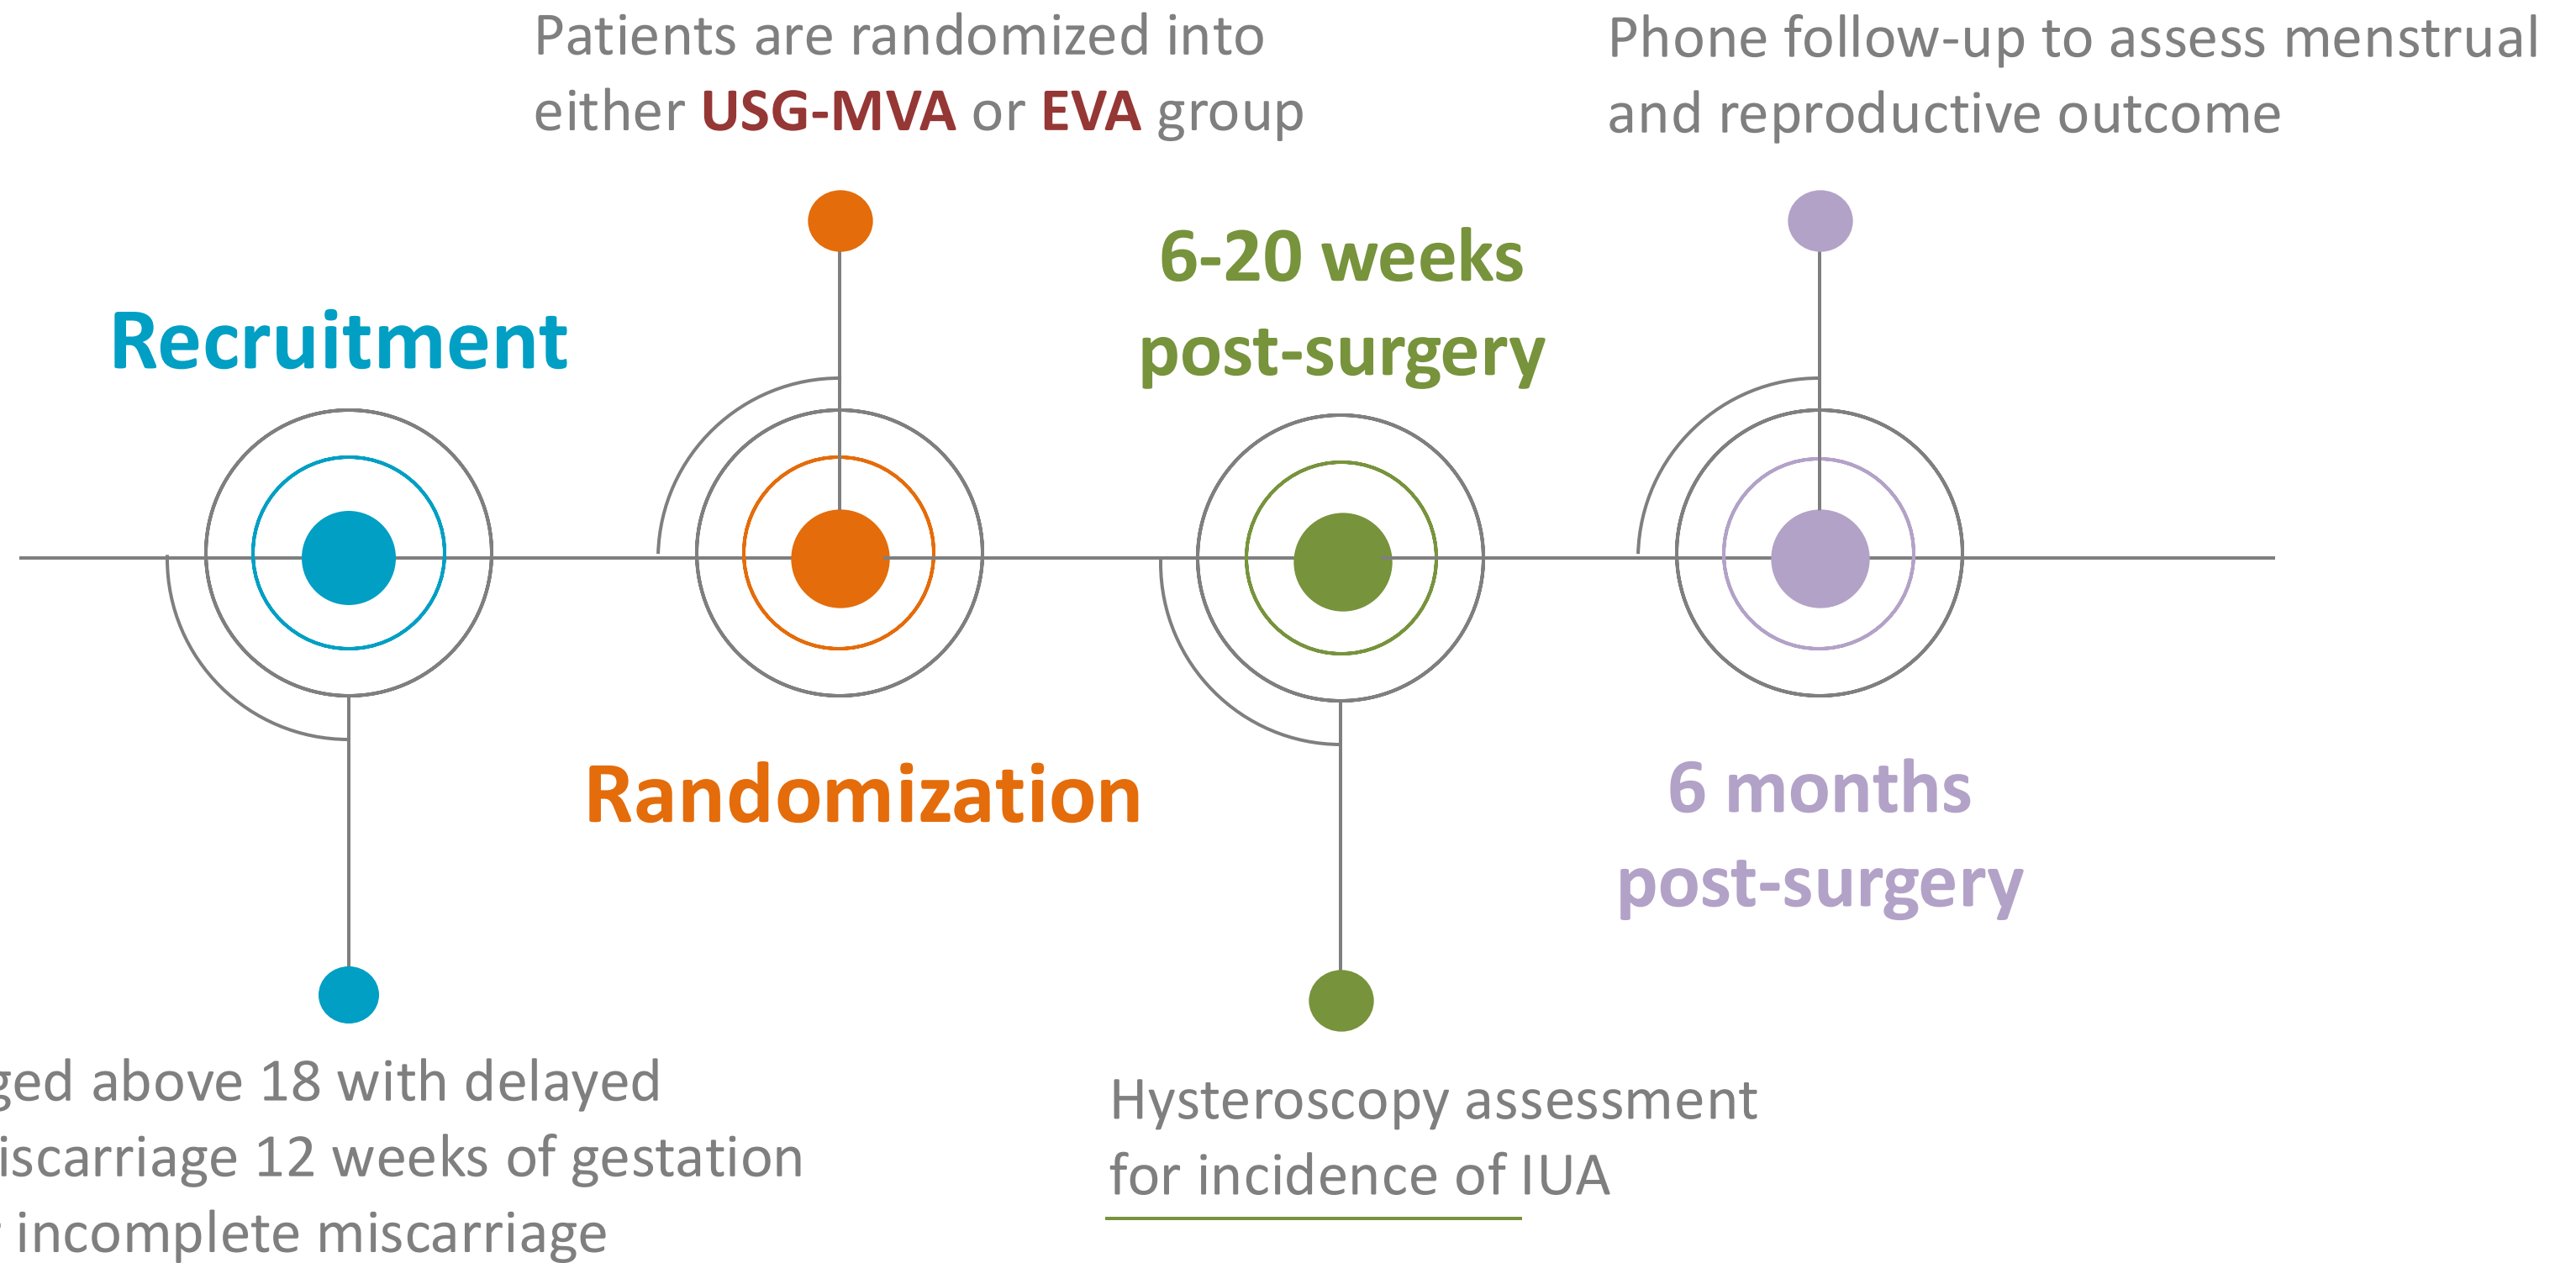 Patients are randomized into
either USG-MVA or EVA group
Phone follow-up to assess menstrual
and reproductive outcome
Recruitment
6-20 weeks
post-surgery
Randomization
6 months
post-surgery
ged above 18 with delayed
iscarriage 12 weeks of gestation
incomplete miscarriage
Hysteroscopy assessment
for incidence of IUA